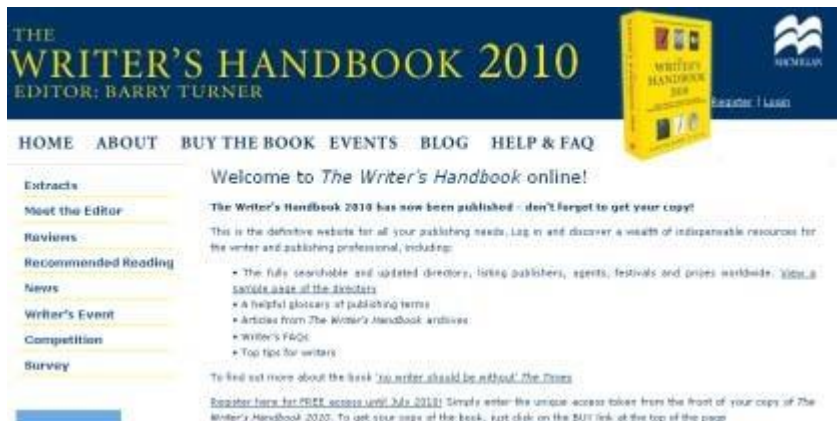 THE
WRITER'S HANDBOOK 2010
EDITOR: BARRY TURNER
THE
WRITER'S
HANDBOOK
2010
MACMILLAN
Register | Login
HOME ABOUT BUY THE BOOK EVENTS BLOG HELP & FAQ
Extracts
Meet the Editor
Reviews
Recommended Reading
News
Writer's Event
Competition
Survey
Welcome to The Writer's Handbook online!
The Writer's Handbook 2010 has now been published - don't forget to get your copy!
This is the definitive website for all your publishing needs. Log in and discover a wealth of indispensable resources for
the writer and publishing professional, including:
• The fully searchable and updated directory, listing publishers, agents, festivals and prizes worldwide. View a
sample page of the directory
• A helpful glossary of publishing terms
• Articles from The Writer's Handbook archives
• Writer's FAQs
• Top tips for writers
To find out more about the book 'no writer should be without' The Times
Register here for FREE access until July 2010! Simply enter the unique access token from the front of your copy of The
Writer's Handbook 2010. To get your copy of the book, just click on the BUY link at the top of the page